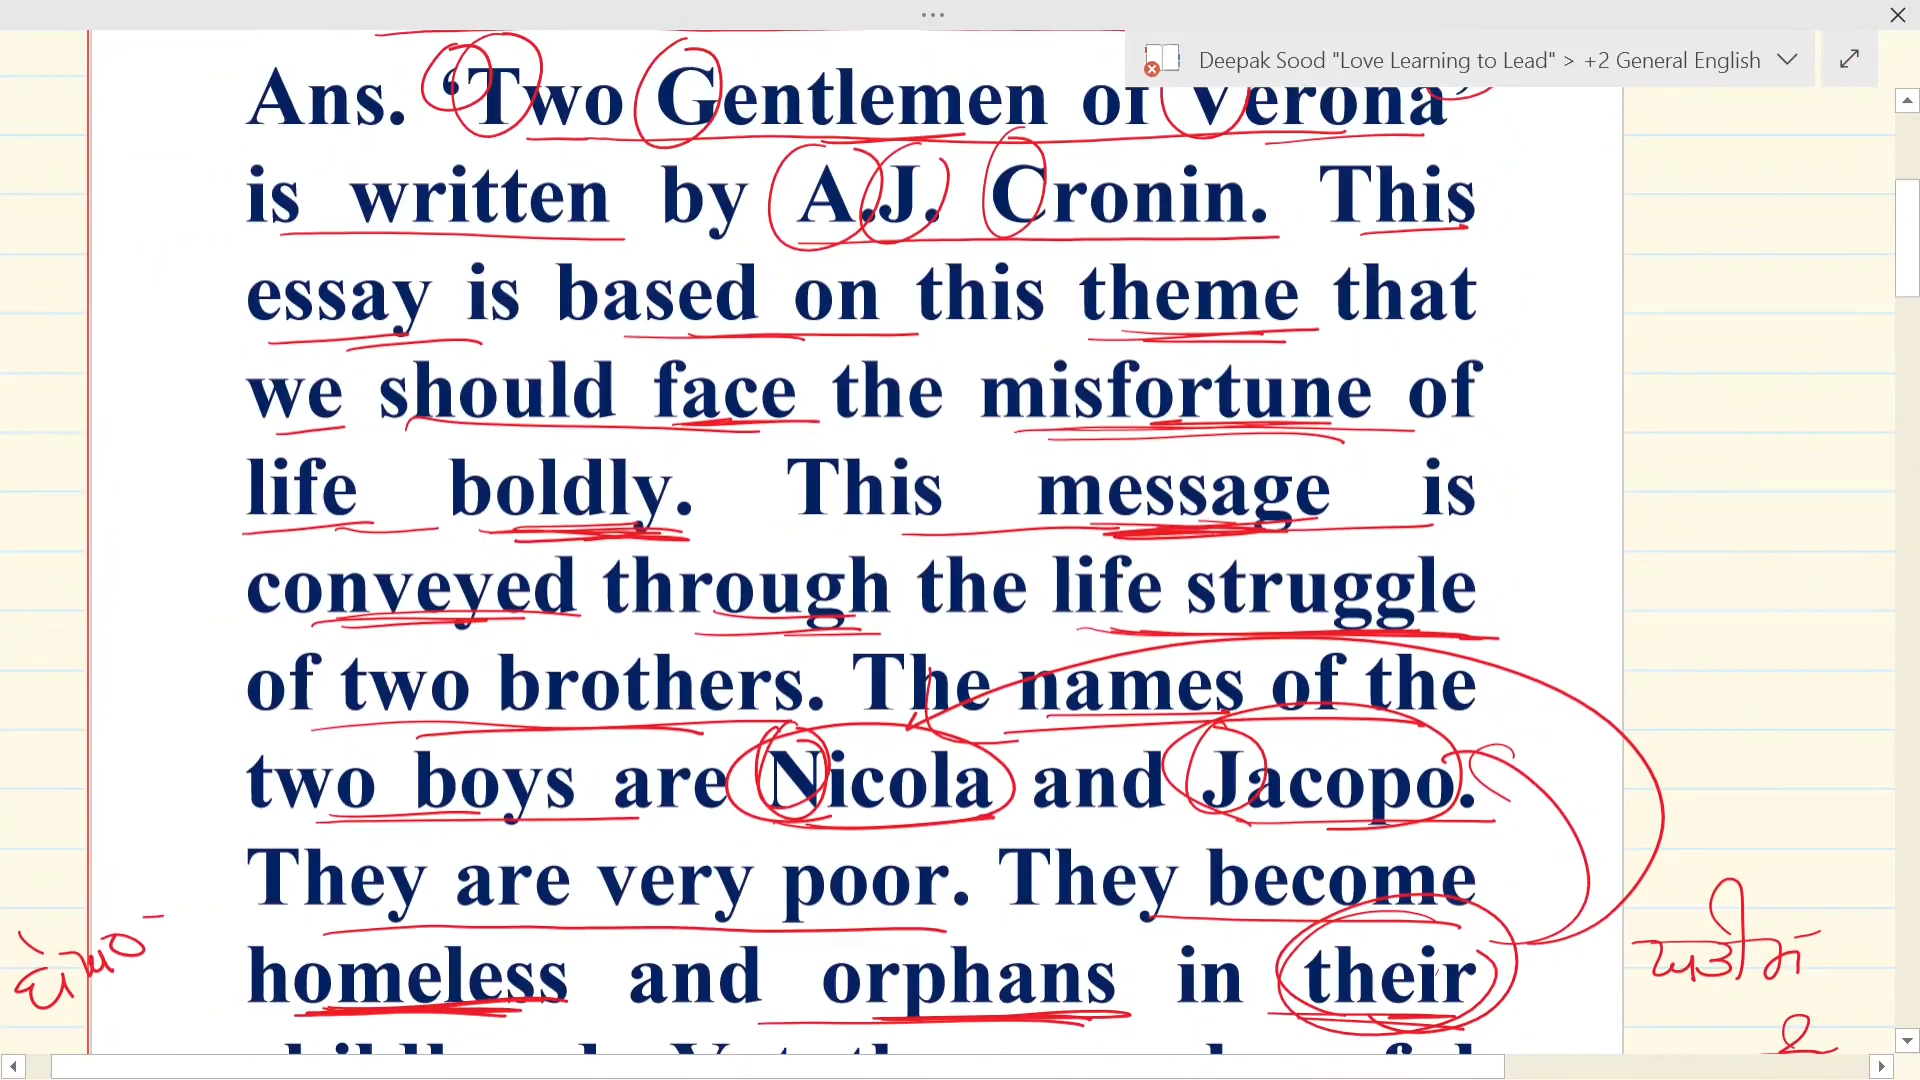 Deepak Sood "Love Learning to Lead" > +2 General English
Ans. ‘Two Gentlemen of Verona’
is written by A.J. Cronin. This
essay is based on this theme that
we should face the misfortune of
life boldly. This message is
conveyed through the life struggle
of two brothers. The names of the
two boys are Nicola and Jacopo.
They are very poor. They become
homeless and orphans in their